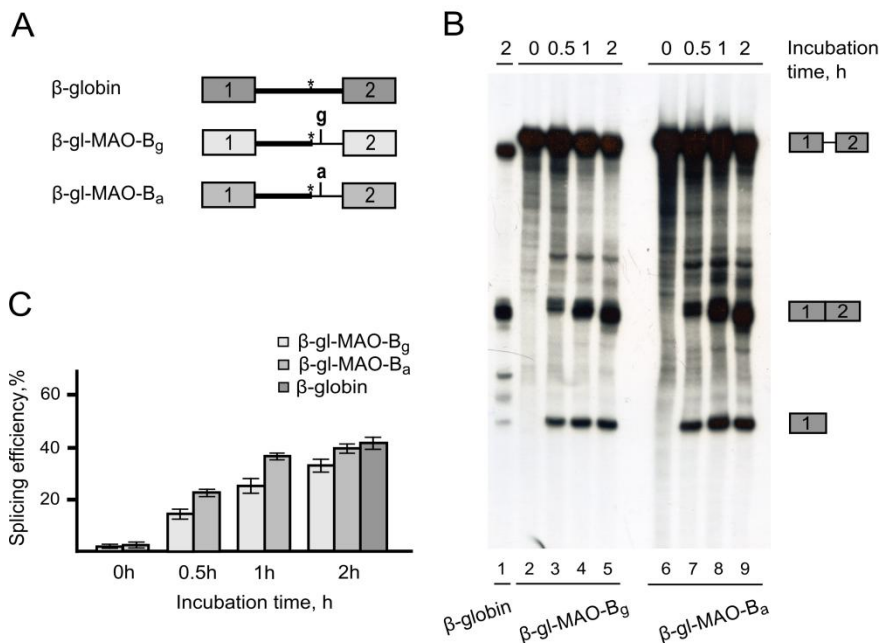 A
β-globin
1
*
2
g
β-gl-MAO-Bg
1
*
2
a
β-gl-MAO-Ba
1
*
2
B
2 0 0.5 1 2 0 0.5 1 2
Incubation
time, h
1 2
1 2
1
1 2 3 4 5 6 7 8 9
β-globin
β-gl-MAO-Bg
β-gl-MAO-Ba
C
β-gl-MAO-Bg
β-gl-MAO-Ba
β-globin
Splicing efficiency,%
60
40
20
0h 0.5h 1h 2h
Incubation time, h